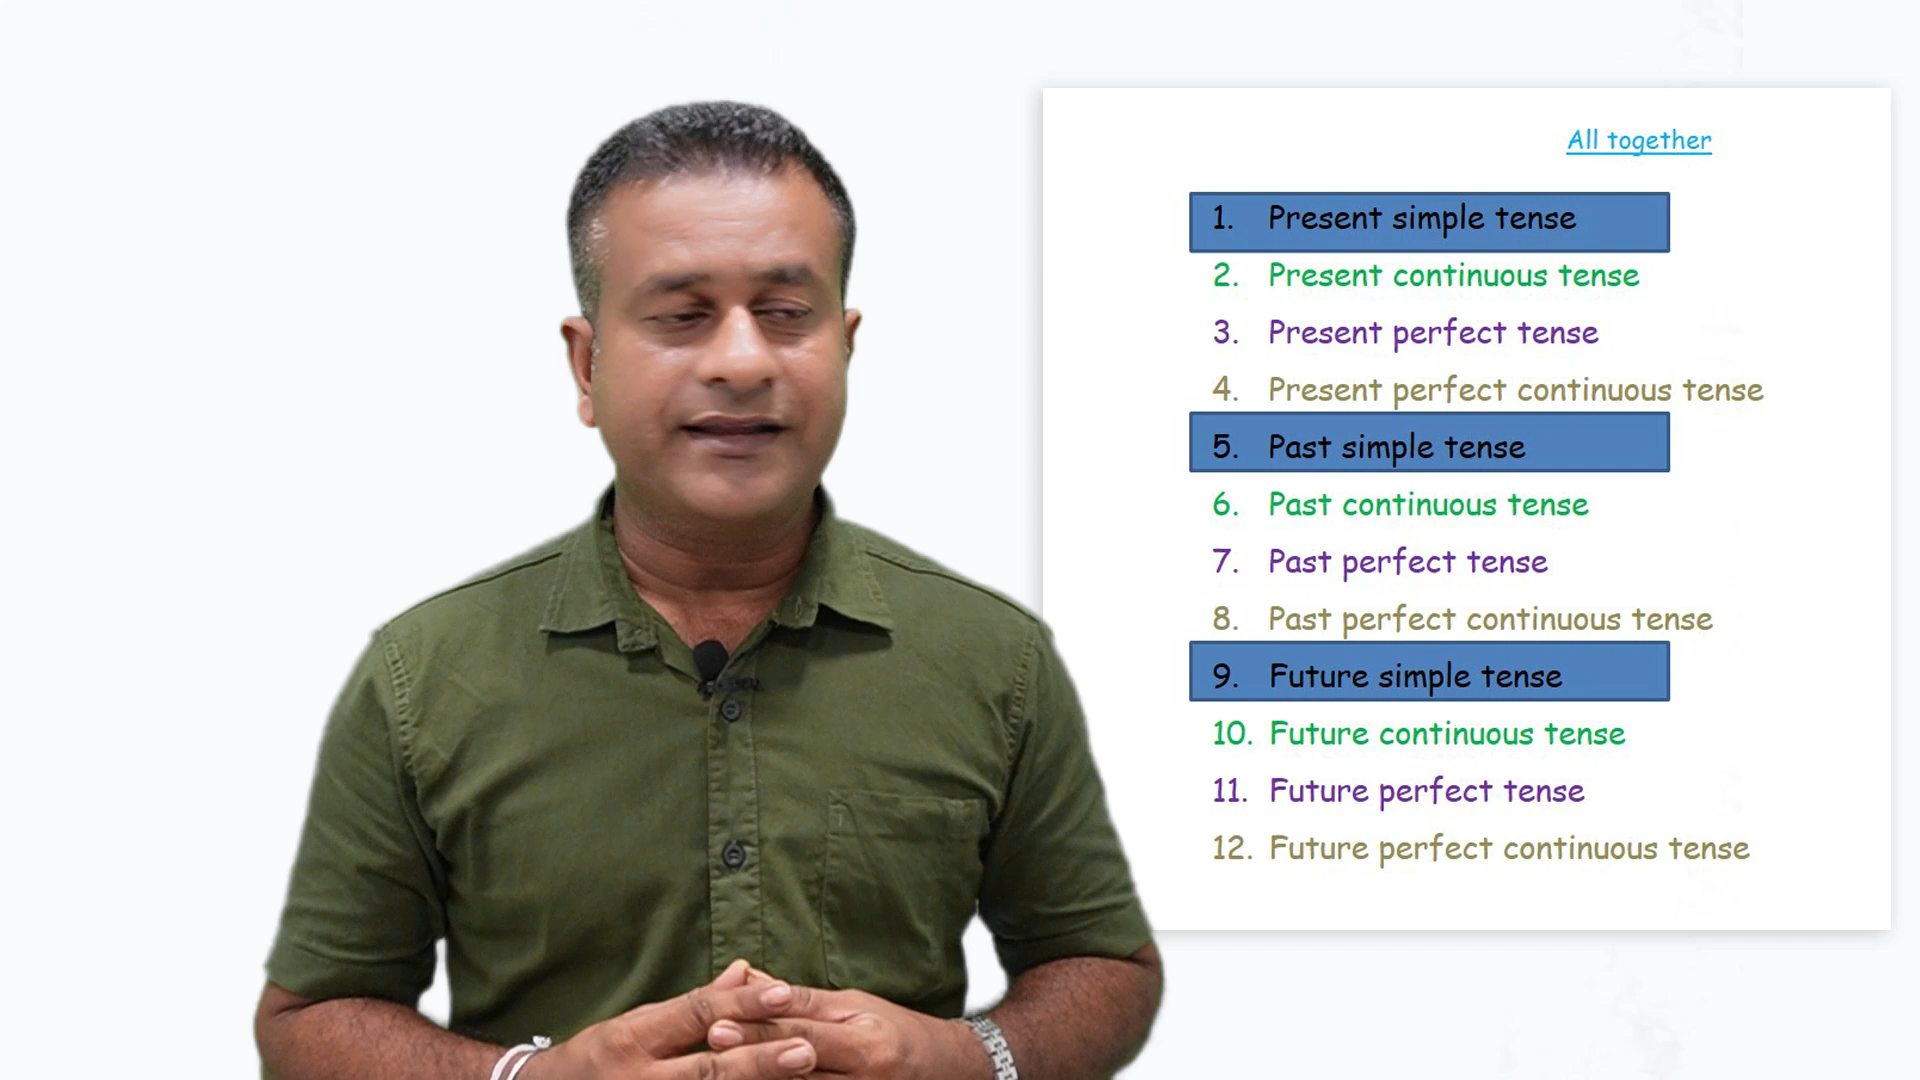 All together
1. Present simple tense
2. Present continuous tense
3. Present perfect tense
4. Present perfect continuous tense
5. Past simple tense
6. Past continuous tense
7. Past perfect tense
8. Past perfect continuous tense
9. Future simple tense
10. Future continuous tense
11. Future perfect tense
12. Future perfect continuous tense